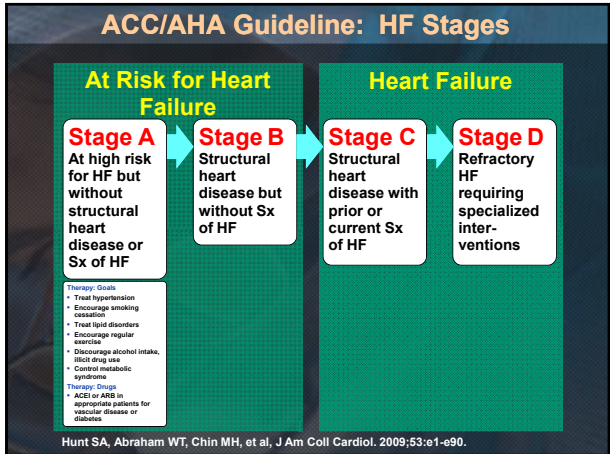 ACC/AHA Guideline:  HF Stages
At Risk for Heart
Failure
Heart Failure
Stage A
At high risk
for HF but
without
structural
heart
disease or
Sx of HF
Stage B
Structural
heart
disease but
without Sx
of HF
Stage C
Structural
heart
disease with
prior or
current Sx
of HF
Stage D
Refractory
HF
requiring
specialized
inter-
ventions
Therapy: Goals
• Treat hypertension
• Encourage smoking
cessation
• Treat lipid disorders
• Encourage regular
exercise
• Discourage alcohol intake,
illicit drug use
• Control metabolic
syndrome
Therapy: Drugs
• ACEI or ARB in
appropriate patients for
vascular disease or
diabetes
Hunt SA, Abraham WT, Chin MH, et al, J Am Coll Cardiol. 2009;53:e1-e90.